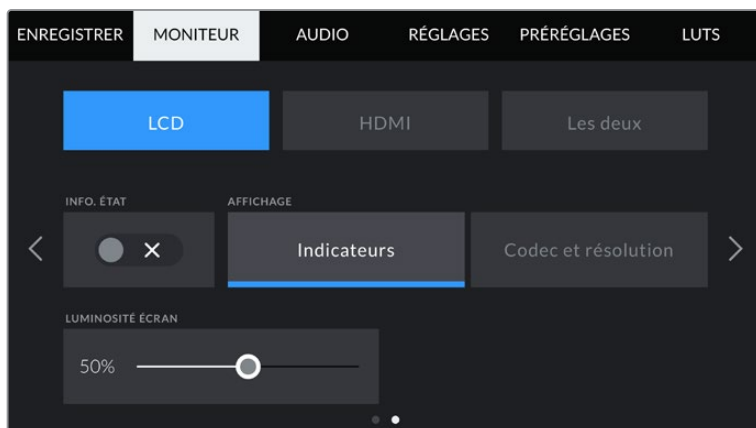 ENREGISTRER MONITEUR AUDIO RÉGLAGES PRÉRÉGLAGES LUTS
LCD HDMI Les deux
INFO. ÉTAT AFFICHAGE
Indicateurs Codec et résolution
LUMINOSITÉ ÉCRAN
50%